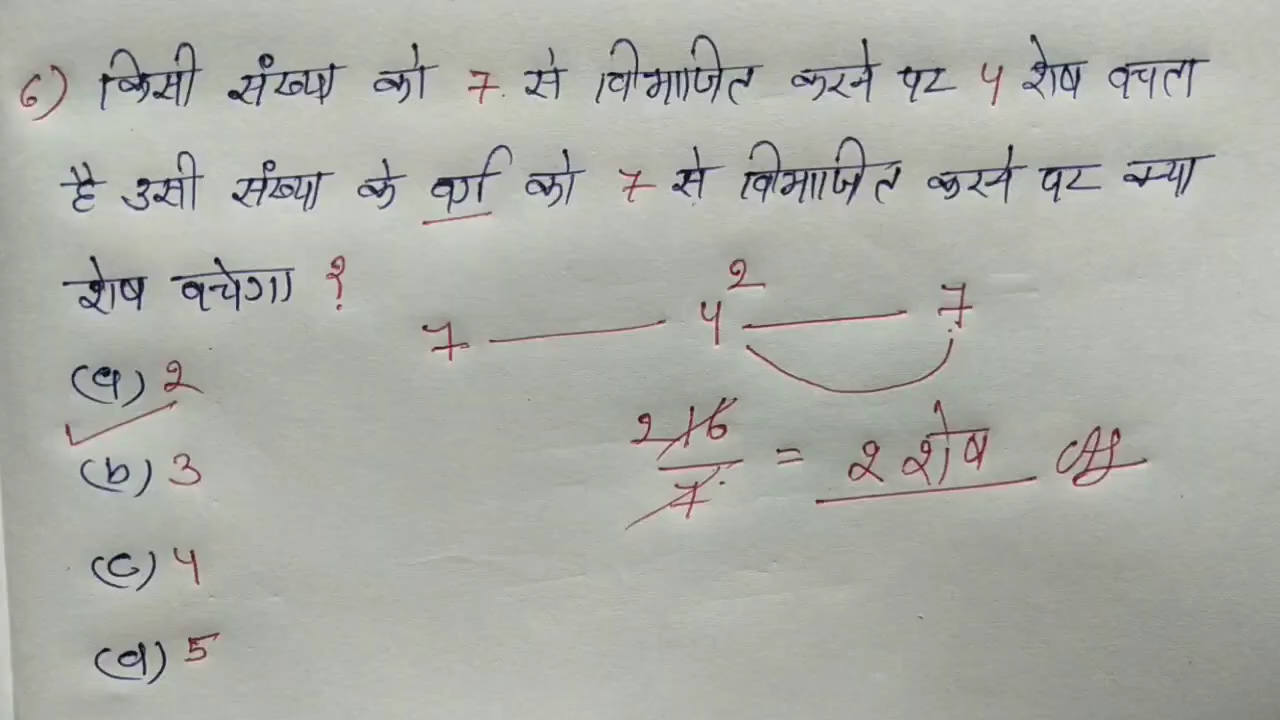 6) किसी संख्या को 7 से विभाजित करने पर 4 शेष बचता
है उसी संख्या के वर्ग को 7 से विभाजित करने पर क्या
शेष बचेगा ?
7 — 4² — 7
(a) 2
216/7 = 2 शेष
(b) 3
(c) 4
(d) 5